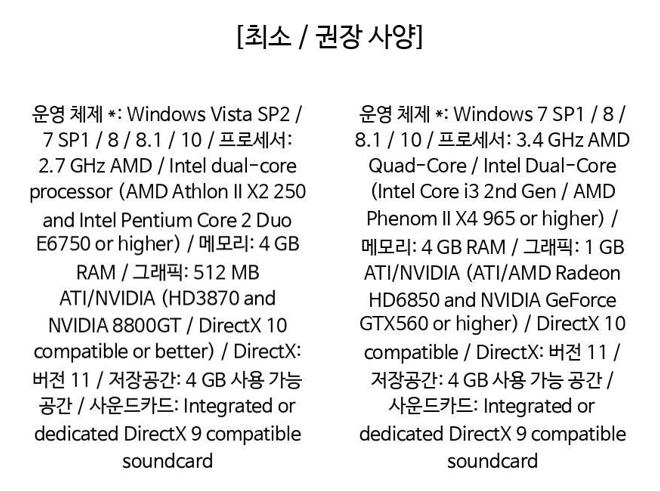 [최소 / 권장 사양]
운영 체제 *: Windows Vista SP2 /
7 SP1 / 8 / 8.1 / 10 / 프로세서:
2.7 GHz AMD / Intel dual-core
processor (AMD Athlon II X2 250
and Intel Pentium Core 2 Duo
E6750 or higher) / 메모리: 4 GB
RAM / 그래픽: 512 MB
ATI/NVIDIA (HD3870 and
NVIDIA 8800GT / DirectX 10
compatible or better) / DirectX:
버전 11 / 저장공간: 4 GB 사용 가능
공간 / 사운드카드: Integrated or
dedicated DirectX 9 compatible
soundcard
운영 체제 *: Windows 7 SP1 / 8 /
8.1 / 10 / 프로세서: 3.4 GHz AMD
Quad-Core / Intel Dual-Core
(Intel Core i3 2nd Gen / AMD
Phenom II X4 965 or higher) /
메모리: 4 GB RAM / 그래픽: 1 GB
ATI/NVIDIA (ATI/AMD Radeon
HD6850 and NVIDIA GeForce
GTX560 or higher) / DirectX 10
compatible / DirectX: 버전 11 /
저장공간: 4 GB 사용 가능 공간 /
사운드카드: Integrated or
dedicated DirectX 9 compatible
soundcard